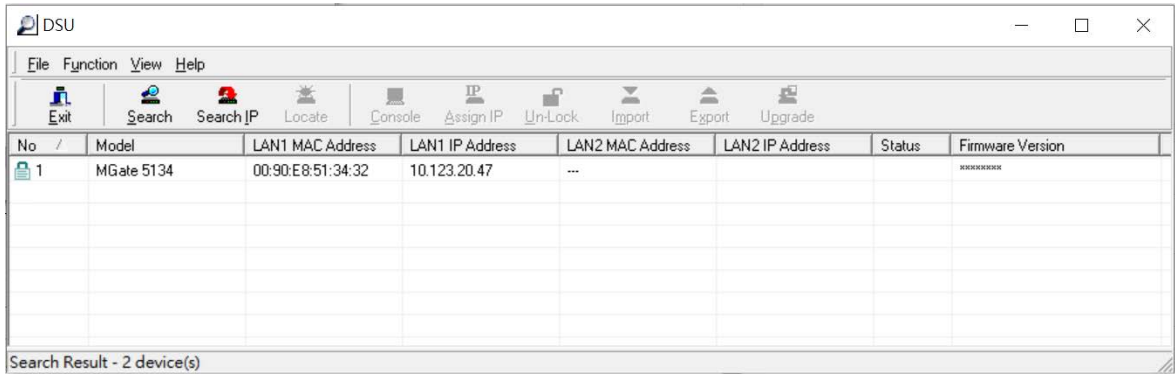 DSU
File Function View Help
Exit Search Search IP Locate Console Assign IP Un-Lock Import Export Upgrade
No / Model LAN1 MAC Address LAN1 IP Address LAN2 MAC Address LAN2 IP Address Status Firmware Version
1 MGate 5134 00:90:E8:51:34:32 10.123.20.47 --- ********
Search Result - 2 device(s)